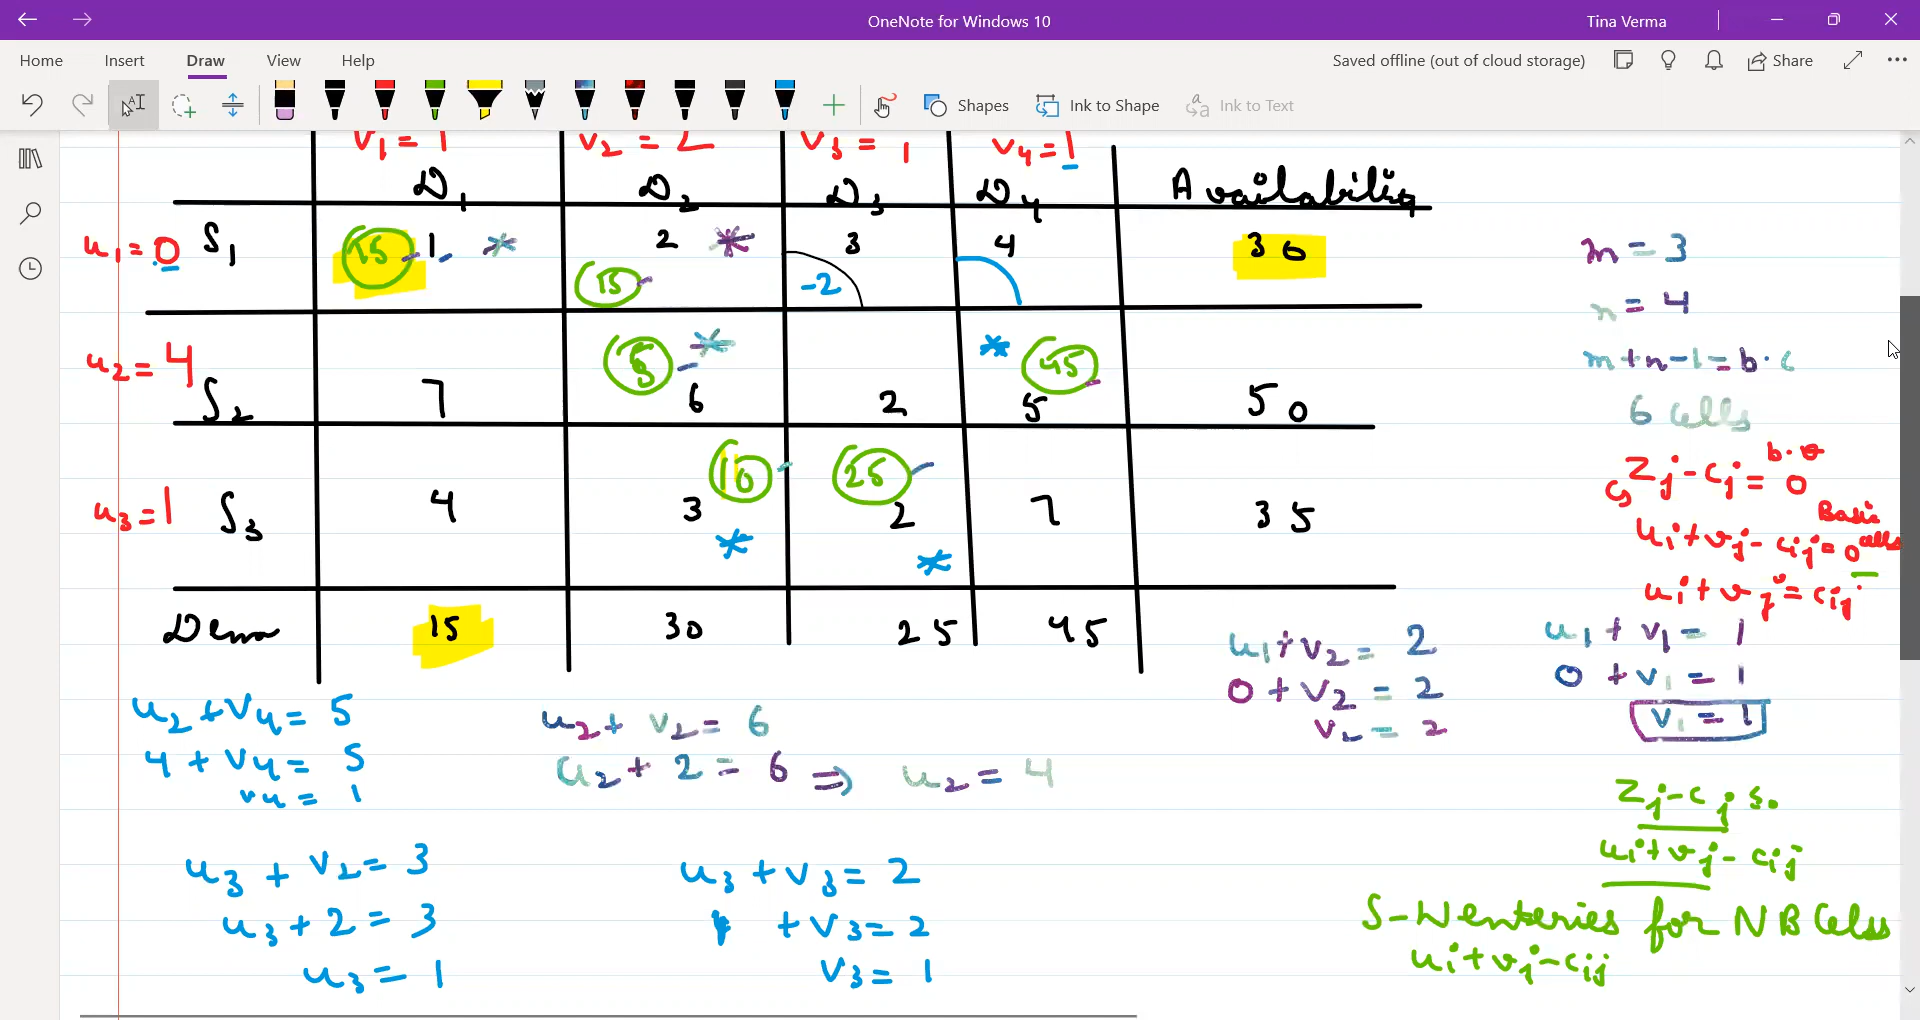 OneNote for Windows 10
Tina Verma
Home Insert Draw View Help
Saved offline (out of cloud storage) Share
Shapes Ink to Shape Ink to Text
v1 = 1 v2 = 2 v3 = 1 v4 = 1
D1 D2 D3 D4 Availability
u1 = 0 S1 15 1 * 2 * 15 3 -2 4 30
u2 = 4 S2 7 5 * 6 2 * 45 5 50
u3 = 1 S3 4 10 3 * 25 2 * 7 35
Dema 15 30 25 45
m = 3
n = 4
m+n-1 = b.c
6 cells
zj - cj = 0
ui + vj - cij = 0 Basic cells
ui + vj = cij
u1 + v1 = 1
0 + v1 = 1
v1 = 1
u1 + v2 = 2
0 + v2 = 2
v2 = 2
u2 + v4 = 5
4 + v4 = 5
v4 = 1
u2 + v2 = 6
u2 + 2 = 6 => u2 = 4
u3 + v2 = 3
u3 + 2 = 3
u3 = 1
u3 + v3 = 2
1 + v3 = 2
v3 = 1
zj - cj
ui + vj - cij
S-W enteries for NB Cells
ui + vj - cij